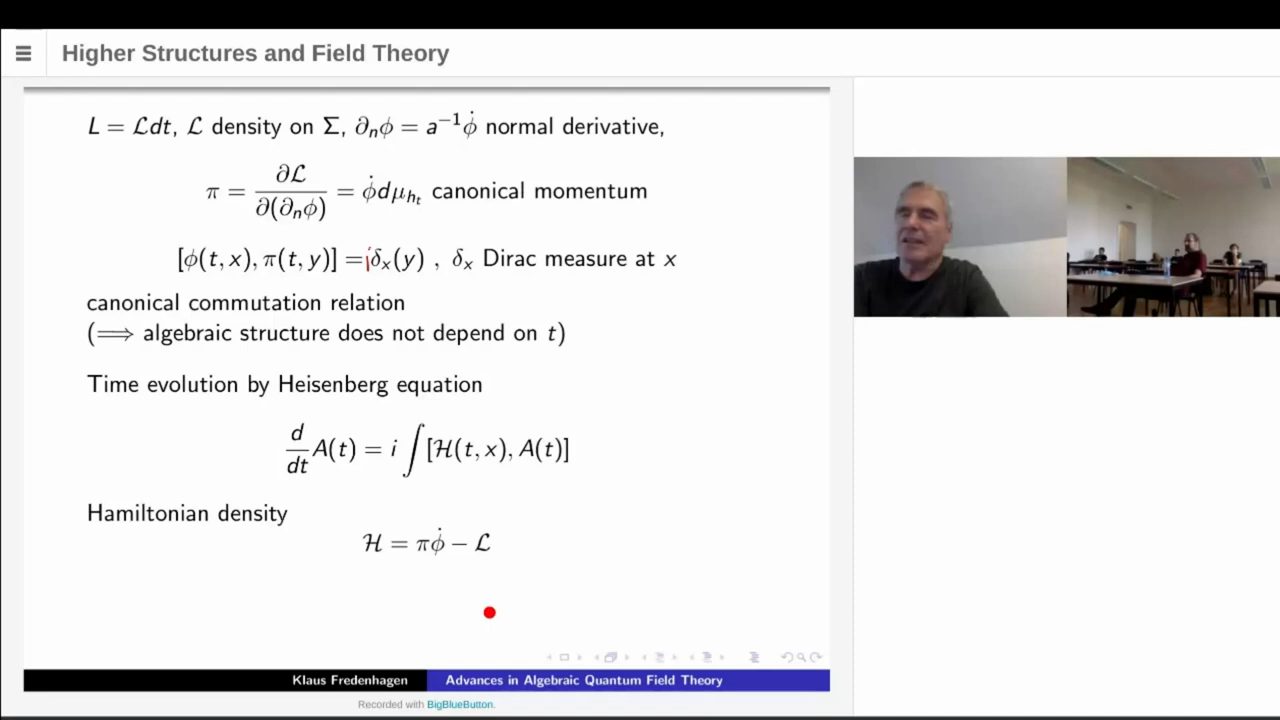 Higher Structures and Field Theory
L = ℒdt, ℒ density on Σ, ∂ₙϕ = a⁻¹ϕ̇ normal derivative,
π = ∂ℒ / ∂(∂ₙϕ) = ϕ̇dμ_{h_t} canonical momentum
[ϕ(t, x), π(t, y)] = iδₓ(y) , δₓ Dirac measure at x
canonical commutation relation
(⟹ algebraic structure does not depend on t)
Time evolution by Heisenberg equation
d/dt A(t) = i ∫ [ℋ(t, x), A(t)]
Hamiltonian density
ℋ = πϕ̇ − ℒ
Klaus Fredenhagen Advances in Algebraic Quantum Field Theory
Recorded with BigBlueButton.